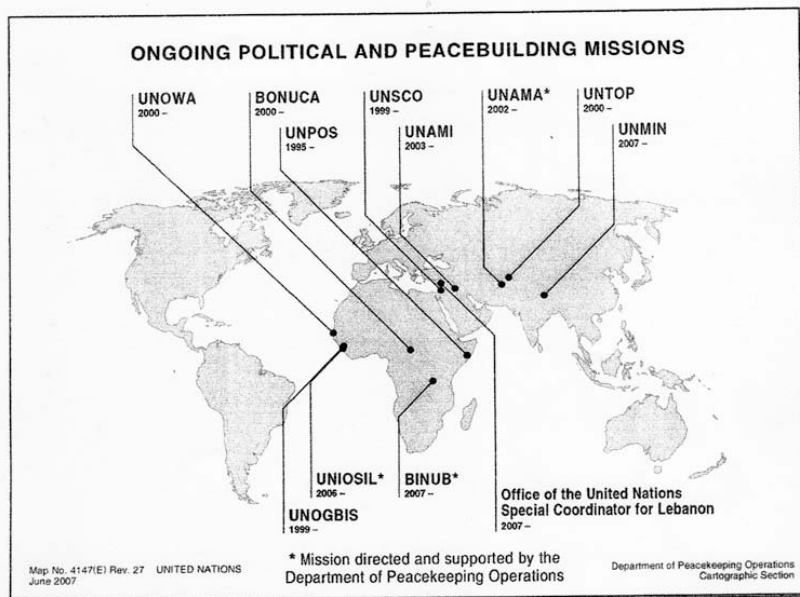 ONGOING POLITICAL AND PEACEBUILDING MISSIONS
UNOWA
2000 –
BONUCA
2000 –
UNSCO
1999 –
UNAMA*
2002 –
UNTOP
2000 –
UNPOS
1995 –
UNAMI
2003 –
UNMIN
2007 –
UNIOSIL*
2006 –
BINUB*
2007 –
Office of the United Nations
Special Coordinator for Lebanon
2007 –
UNOGBIS
1999 –
* Mission directed and supported by the
Department of Peacekeeping Operations
Map No. 4147(E) Rev. 27 UNITED NATIONS
June 2007
Department of Peacekeeping Operations
Cartographic Section